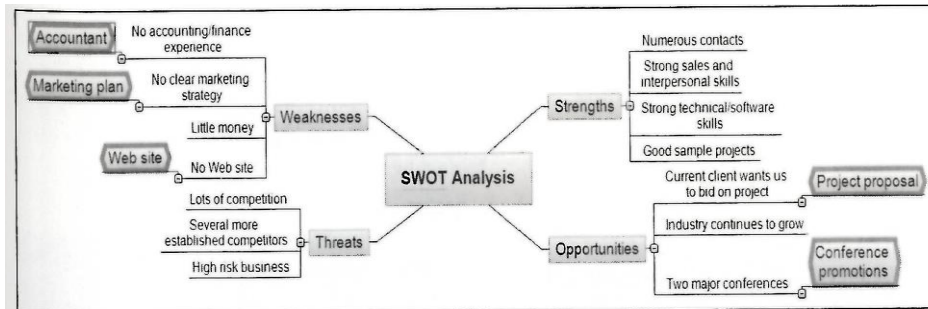 Accountant
No accounting/finance
experience
Marketing plan
No clear marketing
strategy
Little money
Web site
No Web site
Weaknesses
Lots of competition
Several more
established competitors
High risk business
Threats
SWOT Analysis
Strengths
Numerous contacts
Strong sales and
interpersonal skills
Strong technical/software
skills
Good sample projects
Opportunities
Current client wants us
to bid on project
Project proposal
Industry continues to grow
Two major conferences
Conference
promotions